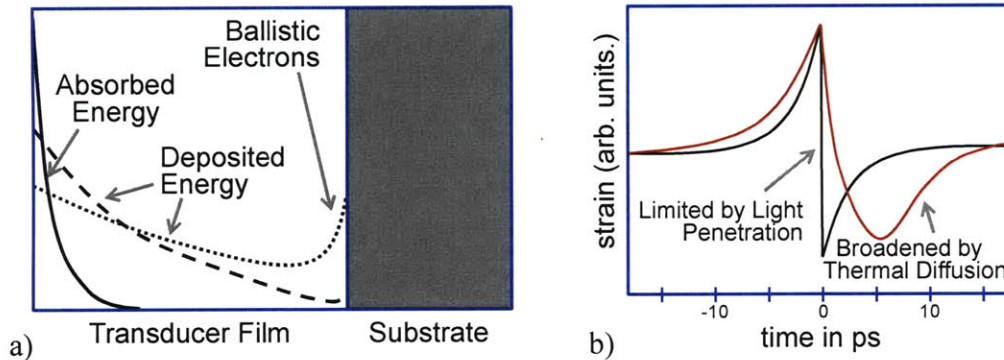 a)
Absorbed
Energy
Deposited
Energy
Ballistic
Electrons
Transducer Film
Substrate
b)
strain (arb. units.)
Limited by Light
Penetration
Broadened by
Thermal Diffusion
-10
0
10
time in ps